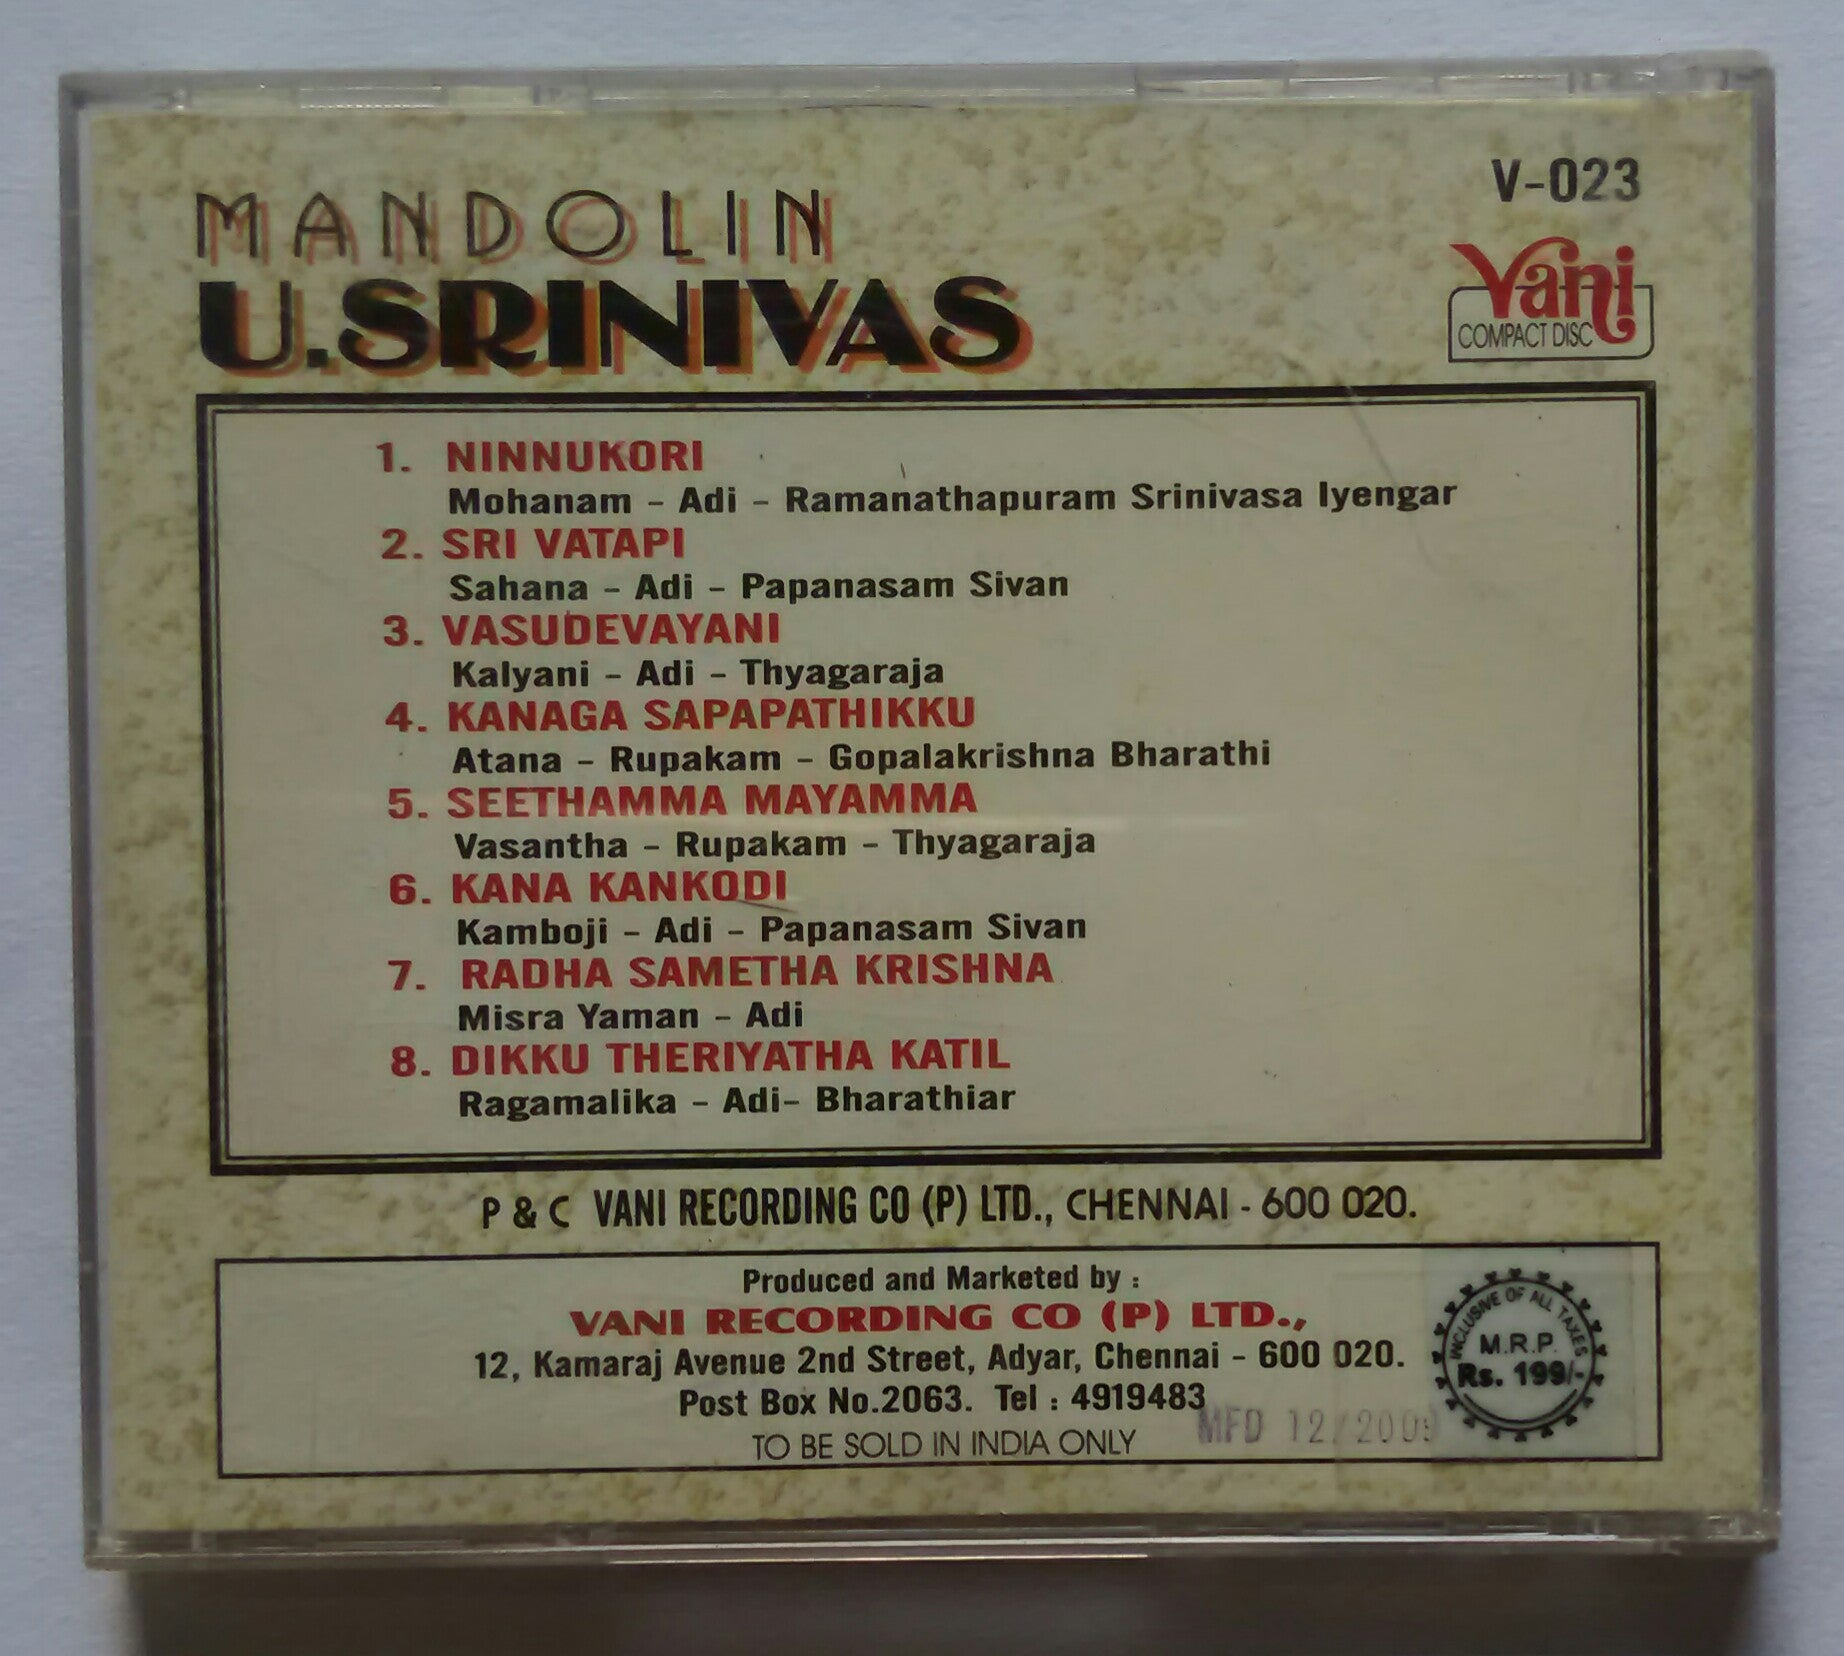 V-023
MANDOLIN
U.SRINIVAS
Vani
COMPACT DISC
1. NINNUKORI
Mohanam - Adi - Ramanathapuram Srinivasa Iyengar
2. SRI VATAPI
Sahana - Adi - Papanasam Sivan
3. VASUDEVAYANI
Kalyani - Adi - Thyagaraja
4. KANAGA SAPAPATHIKKU
Atana - Rupakam - Gopalakrishna Bharathi
5. SEETHAMMA MAYAMMA
Vasantha - Rupakam - Thyagaraja
6. KANA KANKODI
Kamboji - Adi - Papanasam Sivan
7. RADHA SAMETHA KRISHNA
Misra Yaman - Adi
8. DIKKU THERIYATHA KATIL
Ragamalika - Adi- Bharathiar
P & C VANI RECORDING CO (P) LTD., CHENNAI - 600 020.
Produced and Marketed by :
VANI RECORDING CO (P) LTD.,
12, Kamaraj Avenue 2nd Street, Adyar, Chennai - 600 020.
Post Box No.2063. Tel : 4919483
TO BE SOLD IN INDIA ONLY
MFD
INCLUSIVE OF ALL TAXES
M.R.P.
Rs. 199/-